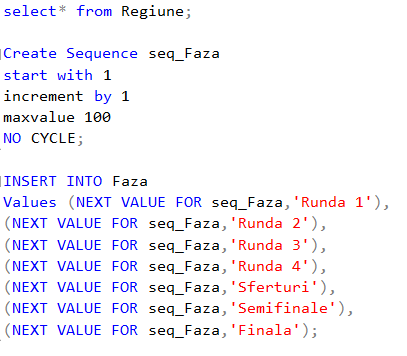 select* from Regiune;
Create Sequence seq_Faza
start with 1
increment by 1
maxvalue 100
NO CYCLE;
INSERT INTO Faza
Values (NEXT VALUE FOR seq_Faza,'Runda 1'),
(NEXT VALUE FOR seq_Faza,'Runda 2'),
(NEXT VALUE FOR seq_Faza,'Runda 3'),
(NEXT VALUE FOR seq_Faza,'Runda 4'),
(NEXT VALUE FOR seq_Faza,'Sferturi'),
(NEXT VALUE FOR seq_Faza,'Semifinale'),
(NEXT VALUE FOR seq_Faza,'Finala');